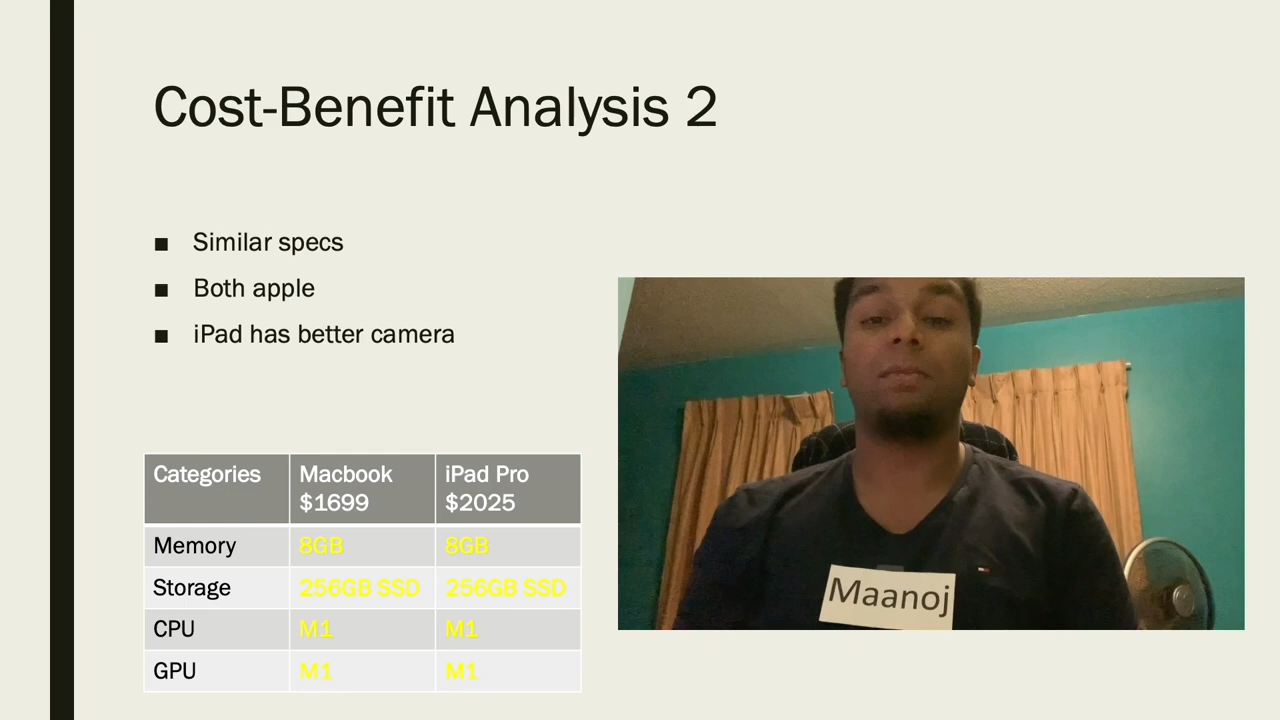 Cost-Benefit Analysis 2
Similar specs
Both apple
iPad has better camera
Categories Macbook $1699 iPad Pro $2025
Memory 8GB 8GB
Storage 256GB SSD 256GB SSD
CPU M1 M1
GPU M1 M1
Maanoj